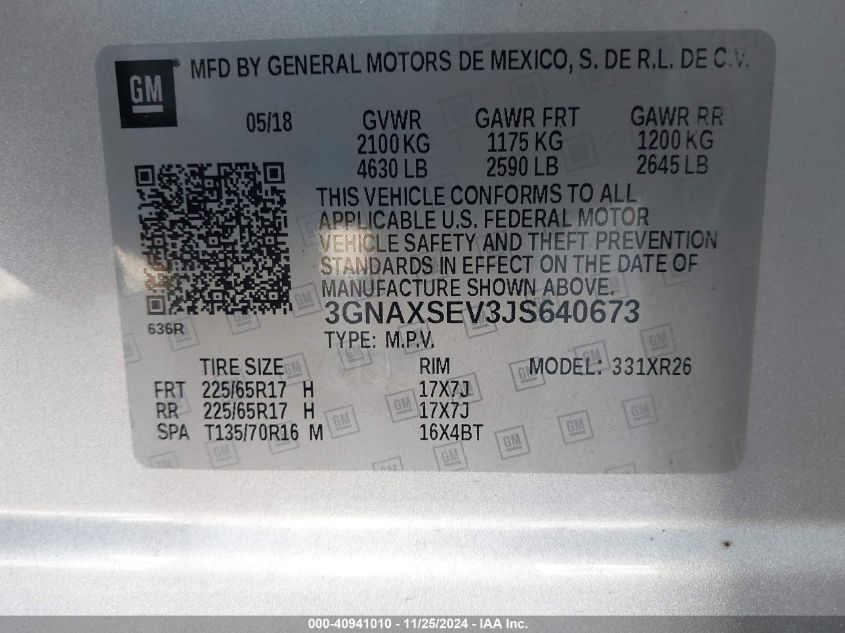 GM ® MFD BY GENERAL MOTORS DE MEXICO, S. DE R.L. DE C.V.
05/18 GVWR GAWR FRT GAWR RR
2100 KG 1175 KG 1200 KG
4630 LB 2590 LB 2645 LB
THIS VEHICLE CONFORMS TO ALL
APPLICABLE U.S. FEDERAL MOTOR
VEHICLE SAFETY AND THEFT PREVENTION
STANDARDS IN EFFECT ON THE DATE OF
MANUFACTURE SHOWN ABOVE.
3GNAXSEV3JS640673
636R
TYPE: M.P.V.
TIRE SIZE RIM MODEL: 331XR26
FRT 225/65R17 H 17X7J
RR 225/65R17 H 17X7J
SPA T135/70R16 M 16X4BT
000-40941010 - 11/25/2024 - IAA Inc.